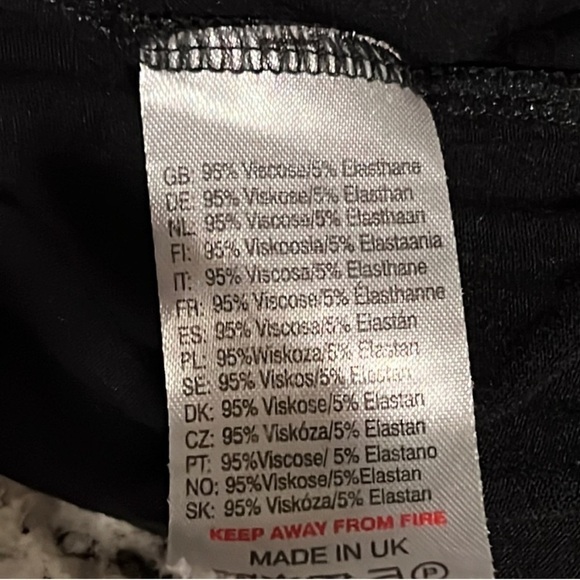 GB: 95% Viscose/5% Elasthane
DE: 95% Viskose/5% Elasthan
NL: 95% Viscose/5% Elasthaan
FI: 95% Viskoosia/5% Elastaania
IT: 95% Viscosa/5% Elasthane
FR: 95% Viscose/5% Élasthanne
ES: 95% Viscosa/5% Elastán
PL: 95%Wiskoza/5% Elastan
SE: 95% Viskos/5% Elastan
DK: 95% Viskose/5% Elastan
CZ: 95% Viskóza/5% Elastan
PT: 95%Viscose/ 5% Elastano
NO: 95%Viskose/5%Elastan
SK: 95% Viskóza/5% Elastan
KEEP AWAY FROM FIRE
MADE IN UK
P